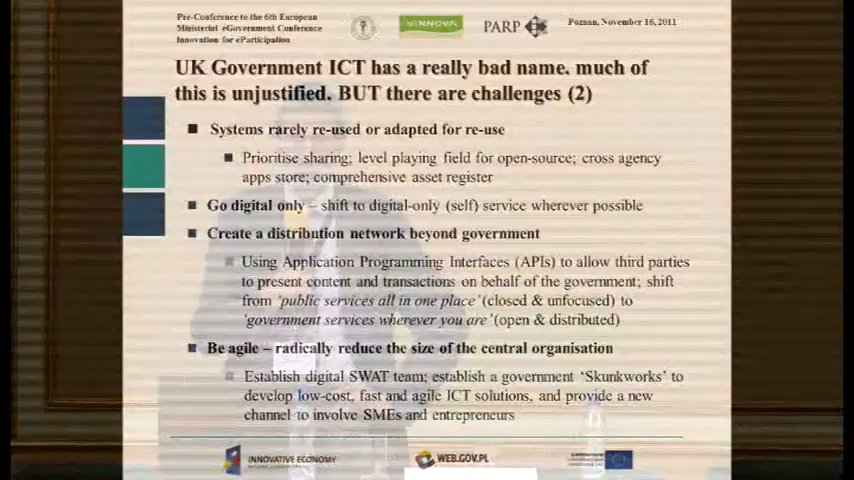 Pre-Conference to the 6th European
Ministerial eGovernment Conference
Innovation for eParticipation
VINNOVA
PARP
Poznan, November 16, 2011
UK Government ICT has a really bad name. much of
this is unjustified. BUT there are challenges (2)
Systems rarely re-used or adapted for re-use
Prioritise sharing; level playing field for open-source; cross agency
apps store; comprehensive asset register
Go digital only – shift to digital-only (self) service wherever possible
Create a distribution network beyond government
Using Application Programming Interfaces (APIs) to allow third parties
to present content and transactions on behalf of the government; shift
from 'public services all in one place' (closed & unfocused) to
'government services wherever you are' (open & distributed)
Be agile – radically reduce the size of the central organisation
Establish digital SWAT team; establish a government 'Skunkworks' to
develop low-cost, fast and agile ICT solutions, and provide a new
channel to involve SMEs and entrepreneurs
INNOVATIVE ECONOMY
WEB.GOV.PL